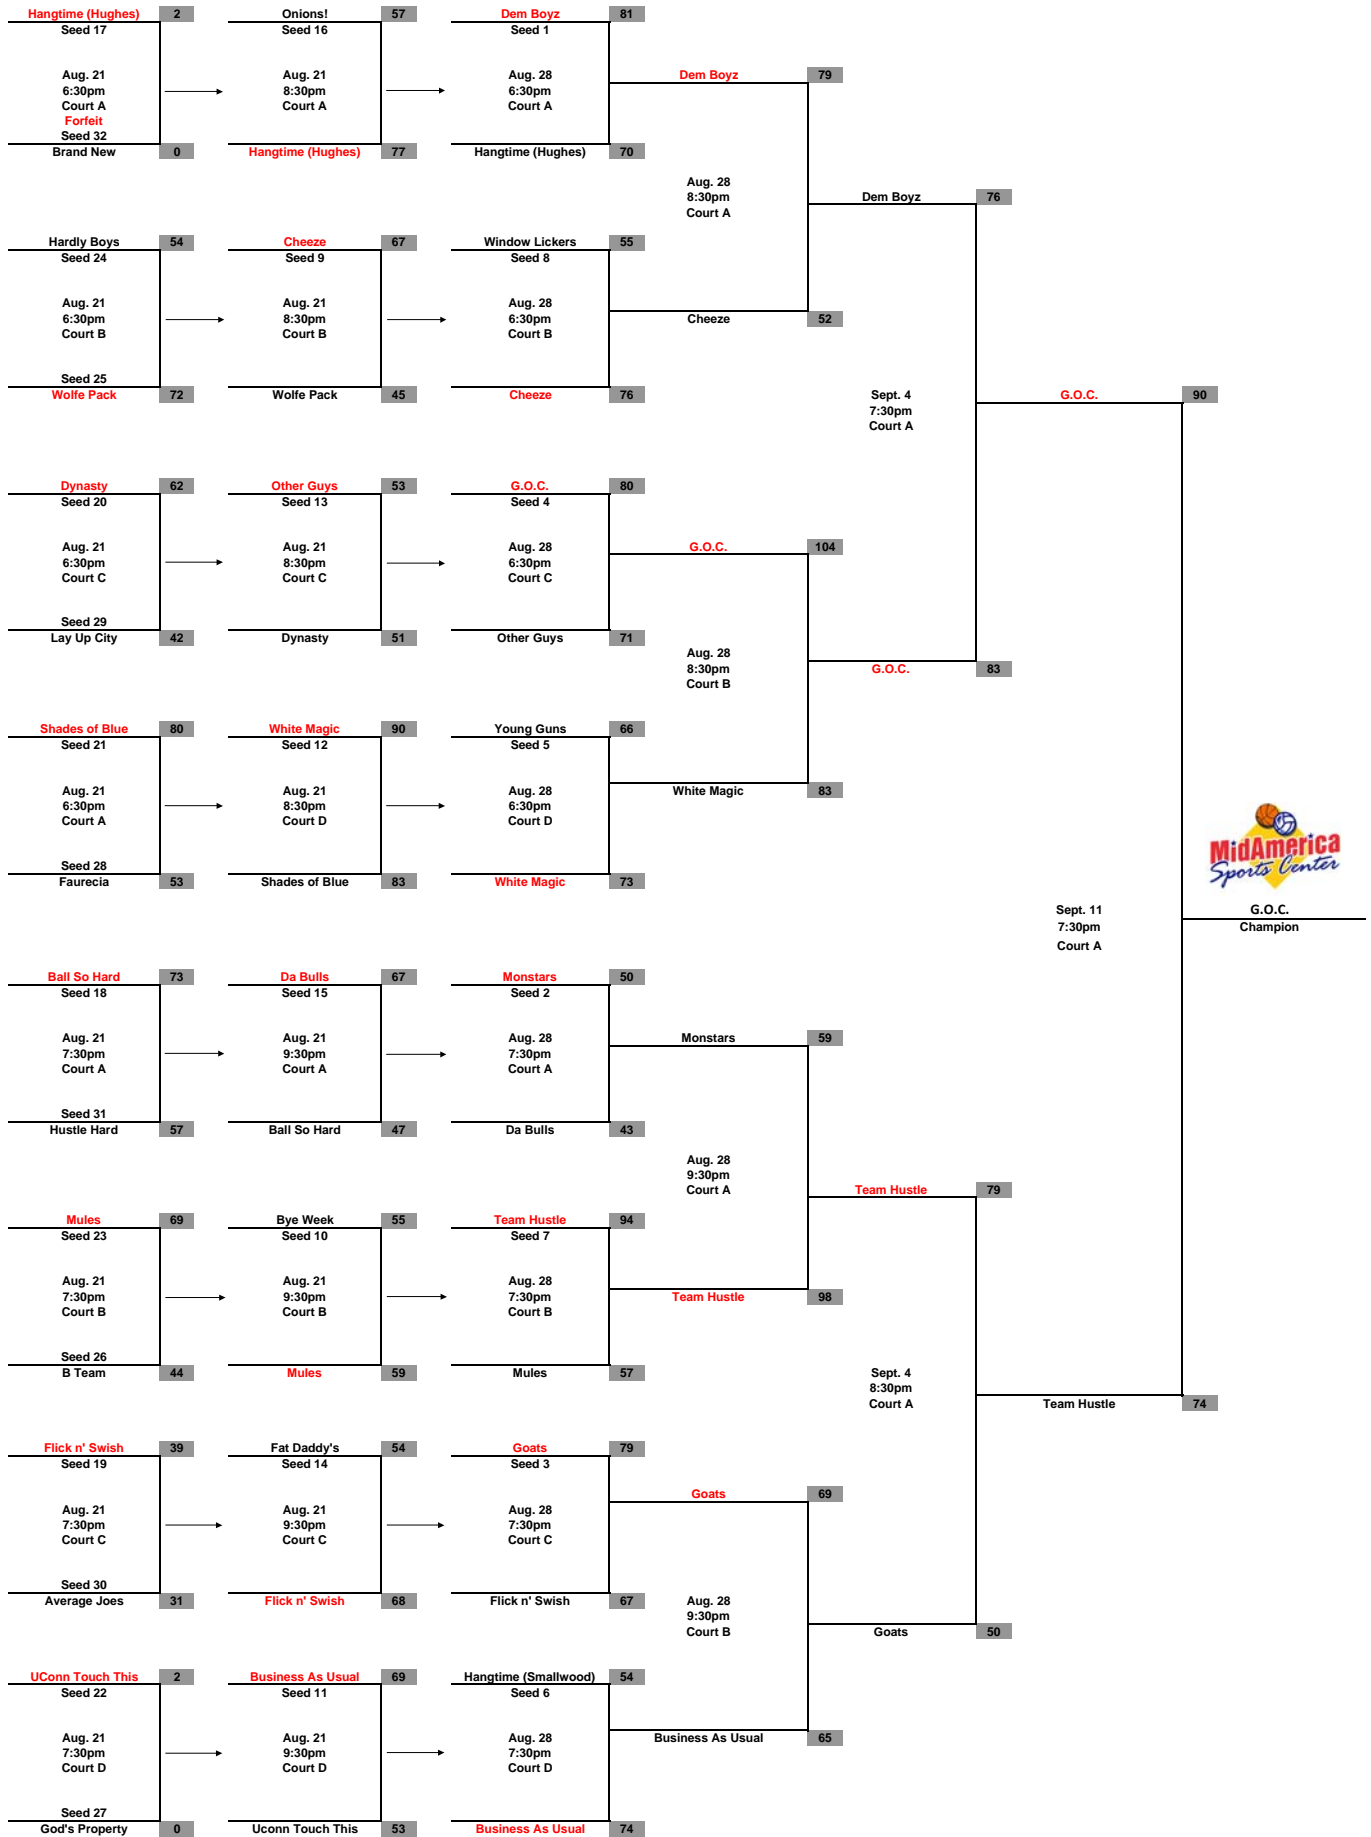 Hangtime (Hughes) 2
Seed 17
Aug. 21
6:30pm
Court A
Forfeit
Seed 32
Brand New 0
Onions! 57
Seed 16
Aug. 21
8:30pm
Court A
Hangtime (Hughes) 77
Dem Boyz 81
Seed 1
Aug. 28
6:30pm
Court A
Hangtime (Hughes) 70
Hardly Boys 54
Seed 24
Aug. 21
6:30pm
Court B
Seed 25
Wolfe Pack 72
Cheeze 67
Seed 9
Aug. 21
8:30pm
Court B
Wolfe Pack 45
Window Lickers 55
Seed 8
Aug. 28
6:30pm
Court B
Cheeze 76
Dynasty 62
Seed 20
Aug. 21
6:30pm
Court C
Seed 29
Lay Up City 42
Other Guys 53
Seed 13
Aug. 21
8:30pm
Court C
Dynasty 51
G.O.C. 80
Seed 4
Aug. 28
6:30pm
Court C
Other Guys 71
Shades of Blue 80
Seed 21
Aug. 21
6:30pm
Court A
Seed 28
Faurecia 53
White Magic 90
Seed 12
Aug. 21
8:30pm
Court D
Shades of Blue 83
Young Guns 66
Seed 5
Aug. 28
6:30pm
Court D
White Magic 73
Ball So Hard 73
Seed 18
Aug. 21
7:30pm
Court A
Seed 31
Hustle Hard 57
Da Bulls 67
Seed 15
Aug. 21
9:30pm
Court A
Ball So Hard 47
Monstars 50
Seed 2
Aug. 28
7:30pm
Court A
Da Bulls 43
Mules 69
Seed 23
Aug. 21
7:30pm
Court B
Seed 26
B Team 44
Bye Week 55
Seed 10
Aug. 21
9:30pm
Court B
Mules 59
Team Hustle 94
Seed 7
Aug. 28
7:30pm
Court B
Mules 57
Flick n' Swish 39
Seed 19
Aug. 21
7:30pm
Court C
Seed 30
Average Joes 31
Fat Daddy's 54
Seed 14
Aug. 21
9:30pm
Court C
Flick n' Swish 68
Goats 79
Seed 3
Aug. 28
7:30pm
Court C
Flick n' Swish 67
UConn Touch This 2
Seed 22
Aug. 21
7:30pm
Court D
Seed 27
God's Property 0
Business As Usual 69
Seed 11
Aug. 21
9:30pm
Court D
Uconn Touch This 53
Hangtime (Smallwood) 54
Seed 6
Aug. 28
7:30pm
Court D
Business As Usual 74
Dem Boyz 79
Aug. 28
8:30pm
Court A
Cheeze 52
G.O.C. 104
Aug. 28
8:30pm
Court B
White Magic 83
Monstars 59
Aug. 28
9:30pm
Court A
Team Hustle 98
Goats 69
Aug. 28
9:30pm
Court B
Business As Usual 65
Dem Boyz 76
Sept. 4
7:30pm
Court A
G.O.C. 83
Team Hustle 79
Sept. 4
8:30pm
Court A
Goats 50
G.O.C. 90
Sept. 11
7:30pm
Court A
Team Hustle 74
MidAmerica
Sports Center
G.O.C.
Champion